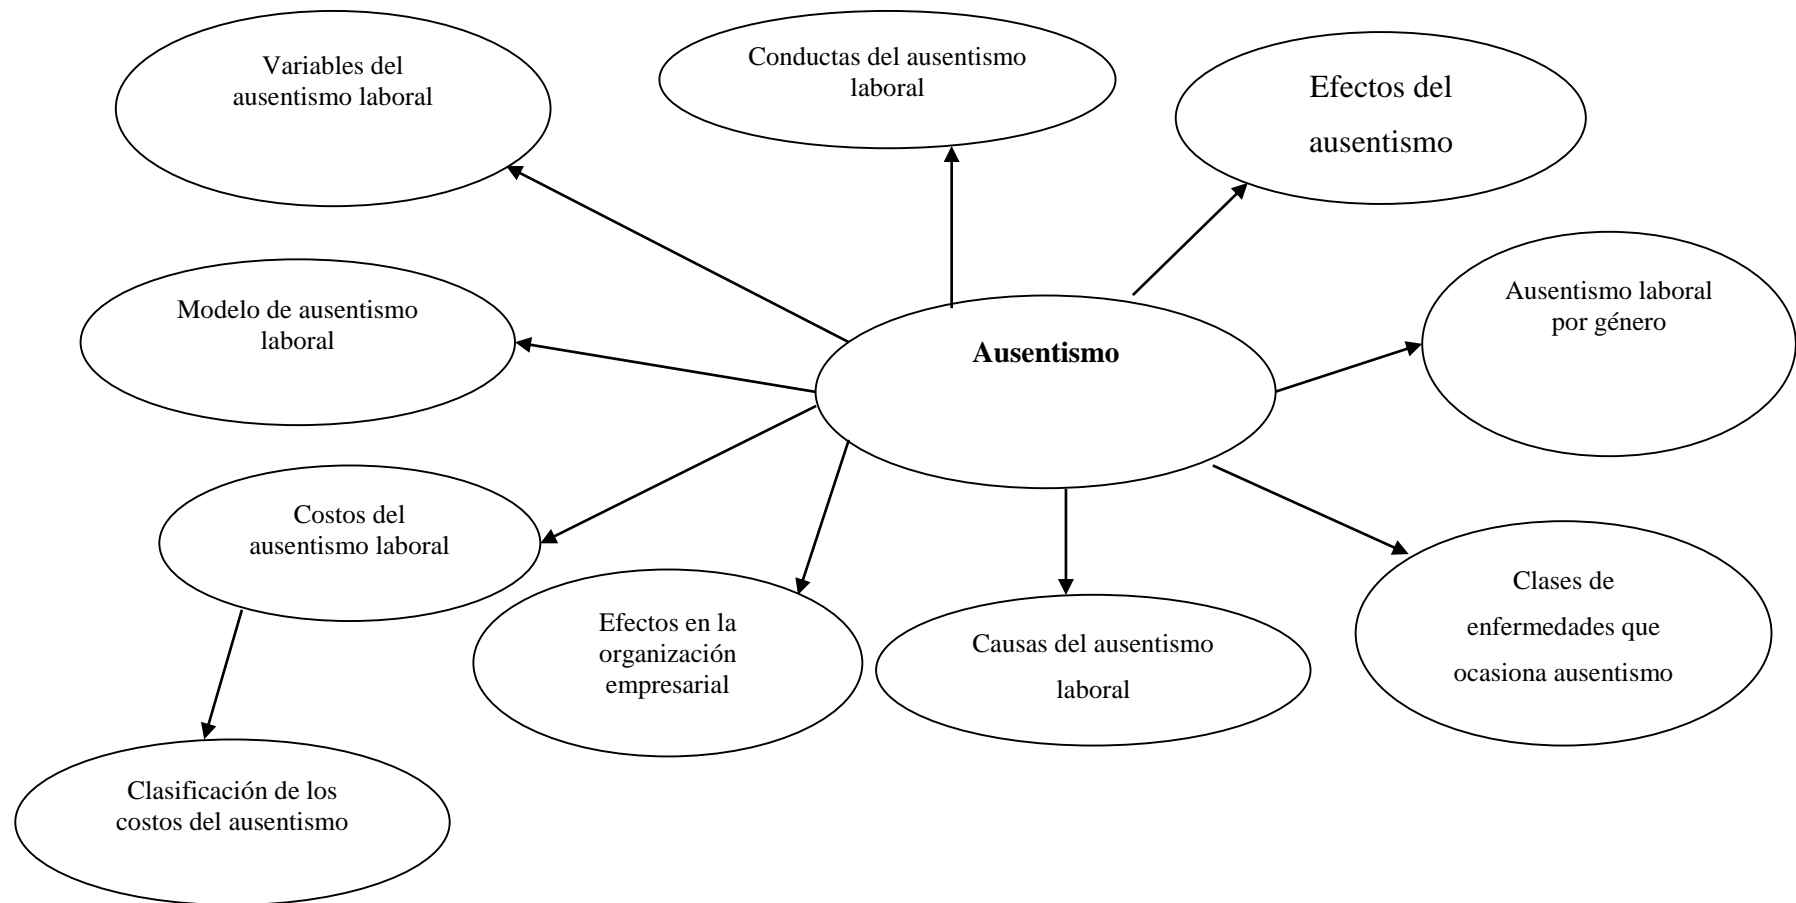 Variables del
ausentismo laboral
Conductas del ausentismo
laboral
Efectos del
ausentismo
Modelo de ausentismo
laboral
Ausentismo
Ausentismo laboral
por género
Costos del
ausentismo laboral
Efectos en la
organización
empresarial
Causas del ausentismo
laboral
Clases de
enfermedades que
ocasiona ausentismo
Clasificación de los
costos del ausentismo